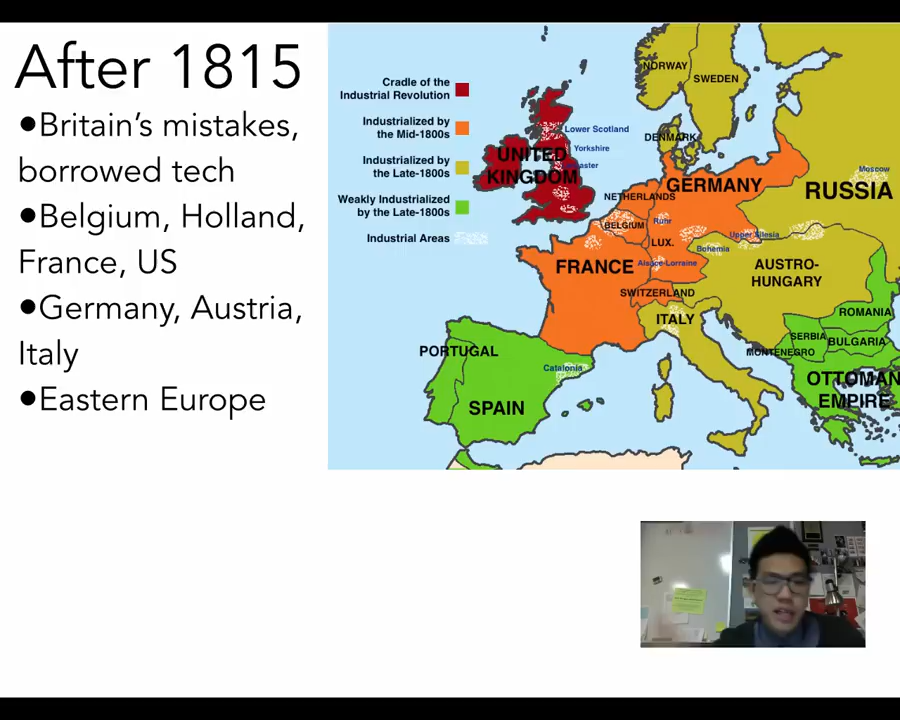 After 1815
•Britain's mistakes,
borrowed tech
•Belgium, Holland,
France, US
•Germany, Austria,
Italy
•Eastern Europe
Cradle of the
Industrial Revolution
Industrialized by
the Mid-1800s
Industrialized by
the Late-1800s
Weakly Industrialized
by the Late-1800s
Industrial Areas
NORWAY
SWEDEN
Lower Scotland
DENMARK
Yorkshire
UNITED
KINGDOM
Moscow
RUSSIA
GERMANY
NETHERLANDS
BELGIUM
Ruhr
LUX.
Upper Silesia
Bohemia
FRANCE
Alsace-Lorraine
AUSTRO-
HUNGARY
SWITZERLAND
ITALY
ROMANIA
SERBIA
BULGARIA
MONTENEGRO
PORTUGAL
Catalonia
SPAIN
OTTOMAN
EMPIRE